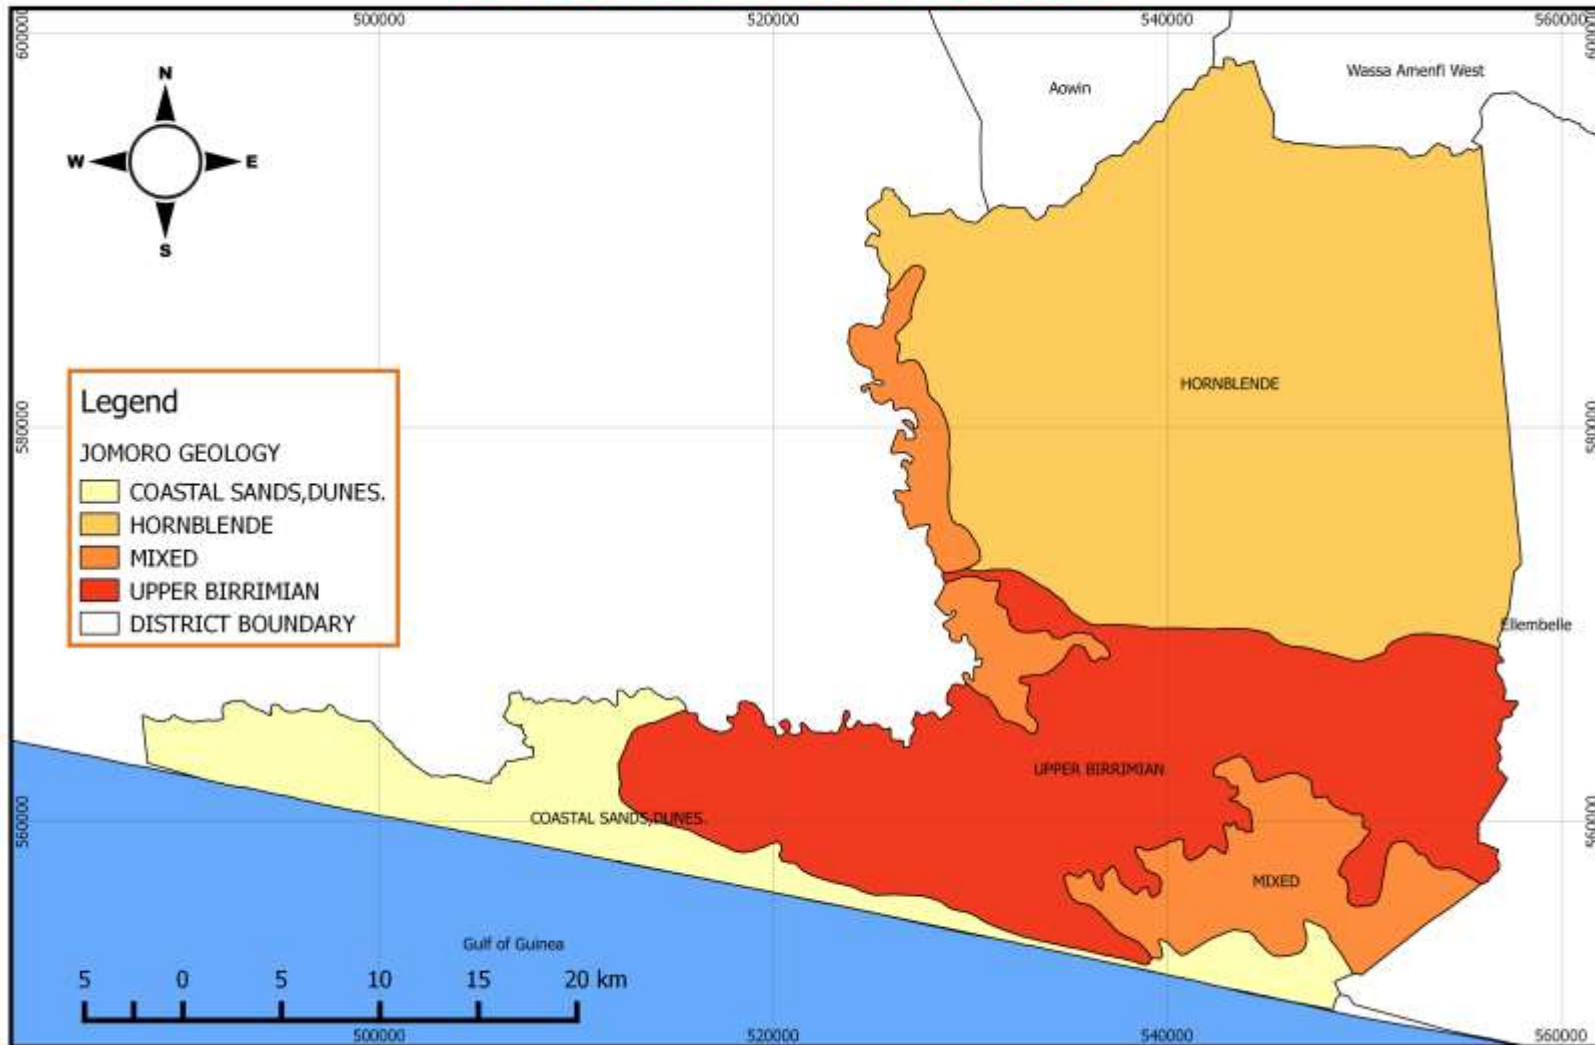 500000 520000 540000 560000
600000
600000
N
W E
S
Aowin
Wassa Amenfi West
HORNBLENDE
580000
580000
Legend
JOMORO GEOLOGY
COASTAL SANDS,DUNES.
HORNBLENDE
MIXED
UPPER BIRRIMIAN
DISTRICT BOUNDARY
Ellembelle
UPPER BIRRIMIAN
COASTAL SANDS,DUNES.
560000
560000
MIXED
Gulf of Guinea
5 0 5 10 15 20 km
500000 520000 540000 560000